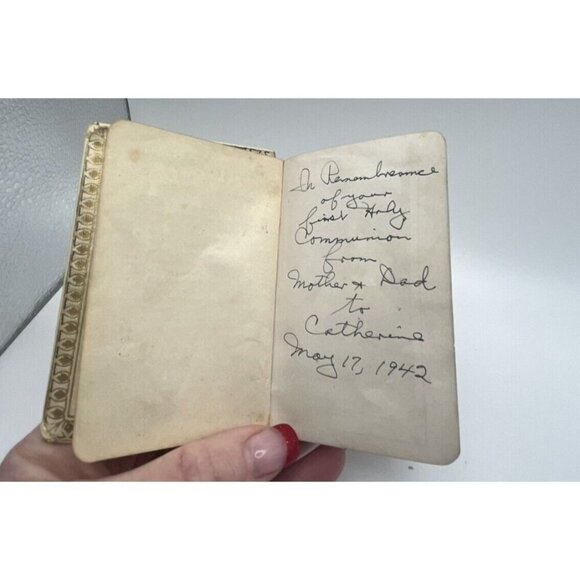 In Remembrance
of your
first Holy
Communion
from
Mother & Dad
to
Catherine
May 17, 1942